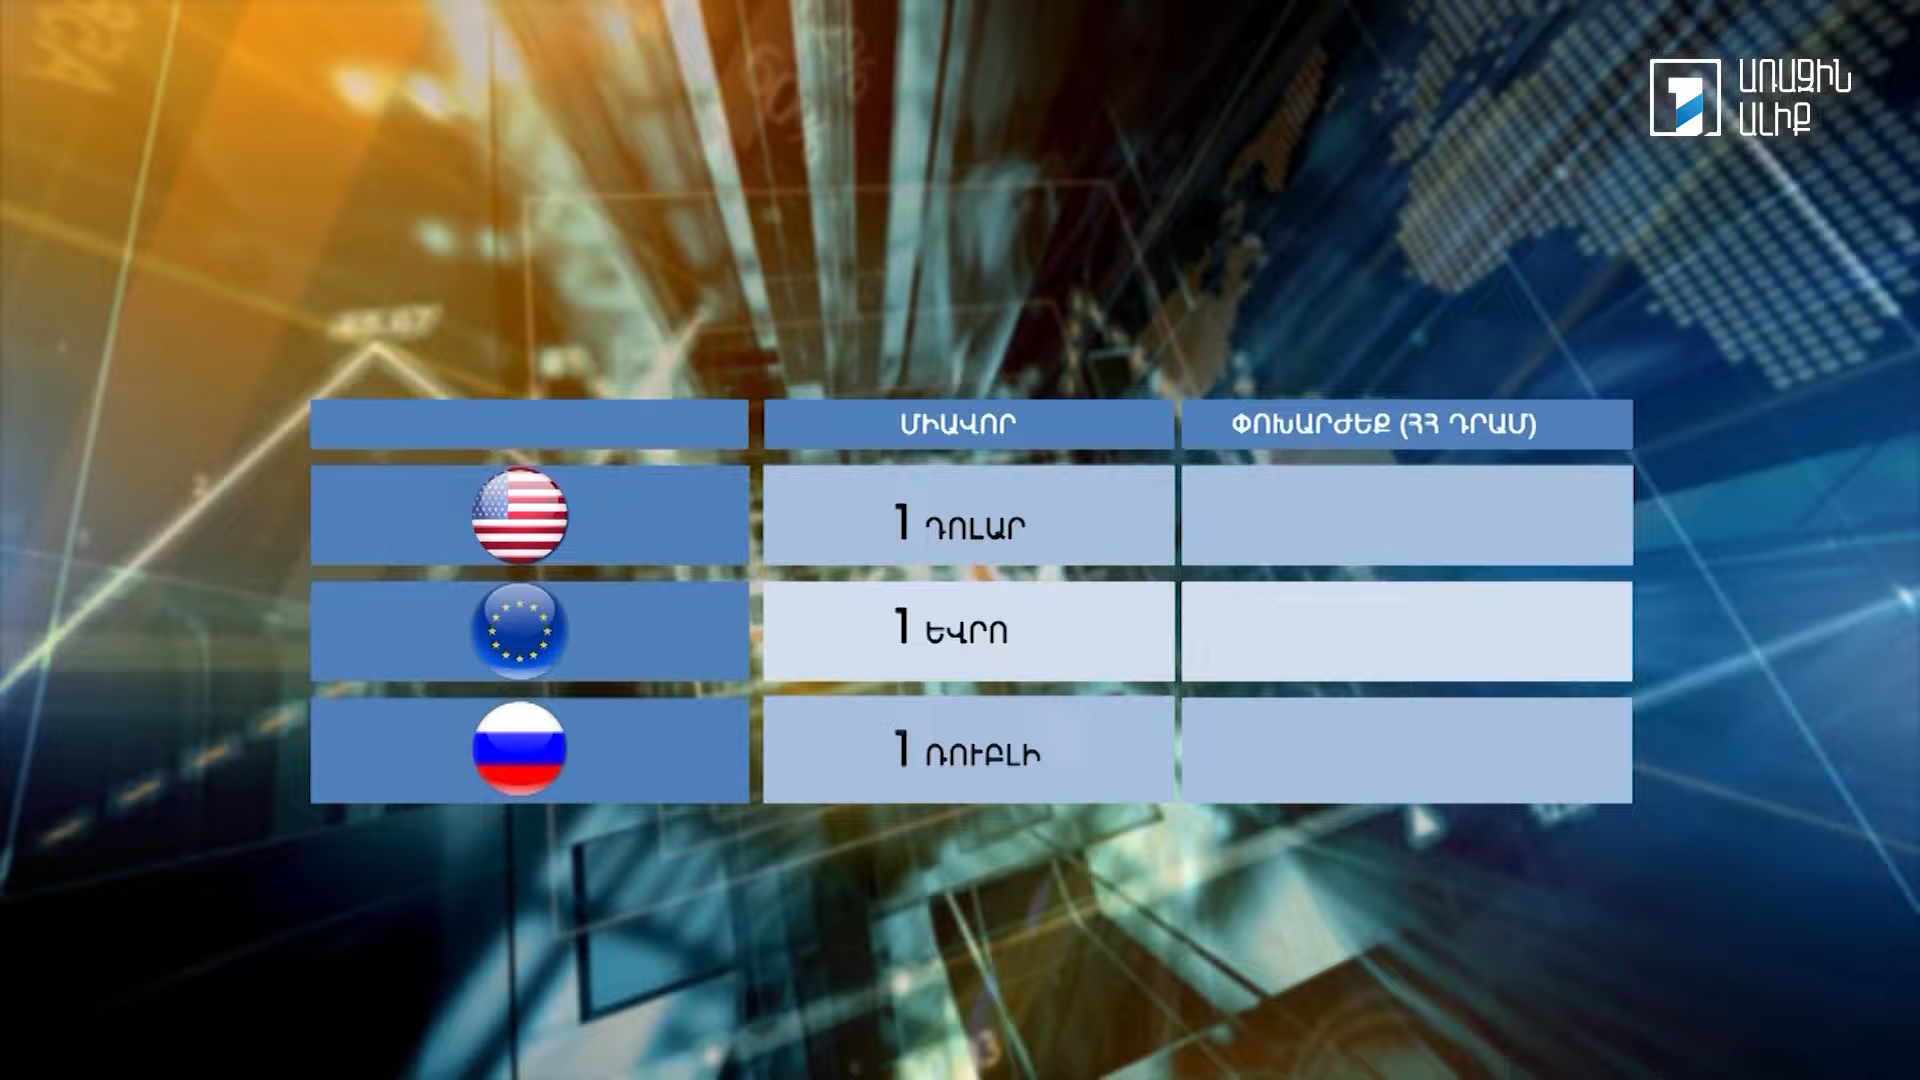 ԱՌԱՋԻՆ
ԱԼԻՔ
ՄԻԱՎՈՐ
ՓՈԽԱՐԺԵՔ (ՀՀ ԴՐԱՄ)
1 ԴՈԼԱՐ
1 ԵՎՐՈ
1 ՌՈՒԲԼԻ